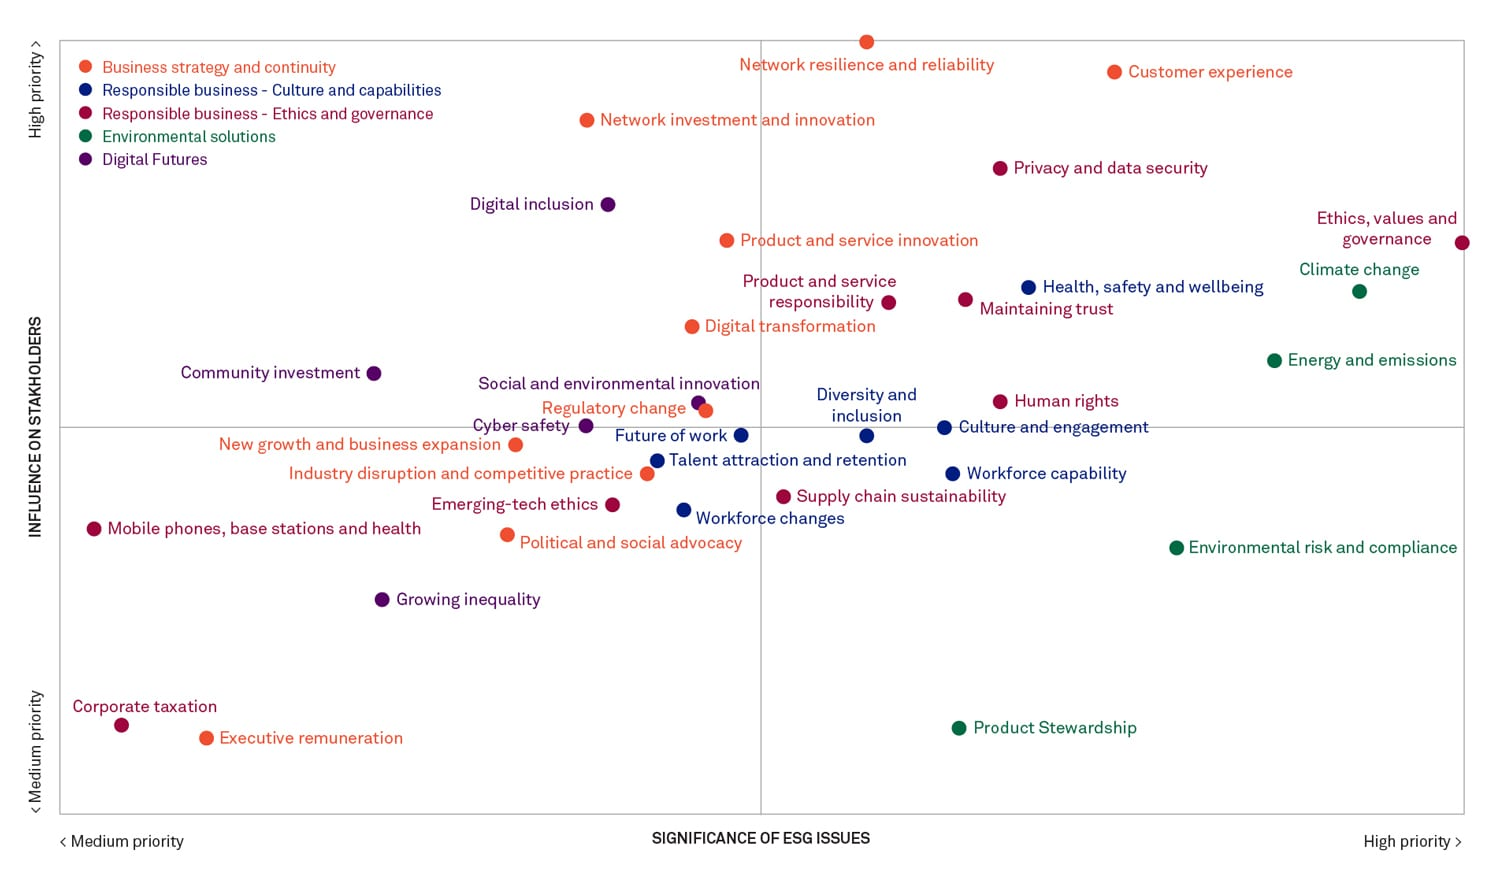 High priority >
Business strategy and continuity
Responsible business - Culture and capabilities
Responsible business - Ethics and governance
Environmental solutions
Digital Futures
Network resilience and reliability
Customer experience
Network investment and innovation
Privacy and data security
Digital inclusion
Ethics, values and
governance
Product and service innovation
Climate change
Product and service
responsibility
Health, safety and wellbeing
Maintaining trust
Digital transformation
Energy and emissions
Community investment
Social and environmental innovation
Diversity and
inclusion
Regulatory change
Human rights
Cyber safety
Culture and engagement
Future of work
New growth and business expansion
Talent attraction and retention
Industry disruption and competitive practice
Workforce capability
Supply chain sustainability
Emerging-tech ethics
Workforce changes
Mobile phones, base stations and health
Political and social advocacy
Environmental risk and compliance
Growing inequality
Corporate taxation
Product Stewardship
Executive remuneration
INFLUENCE ON STAKHOLDERS
< Medium priority
< Medium priority
SIGNIFICANCE OF ESG ISSUES
High priority >